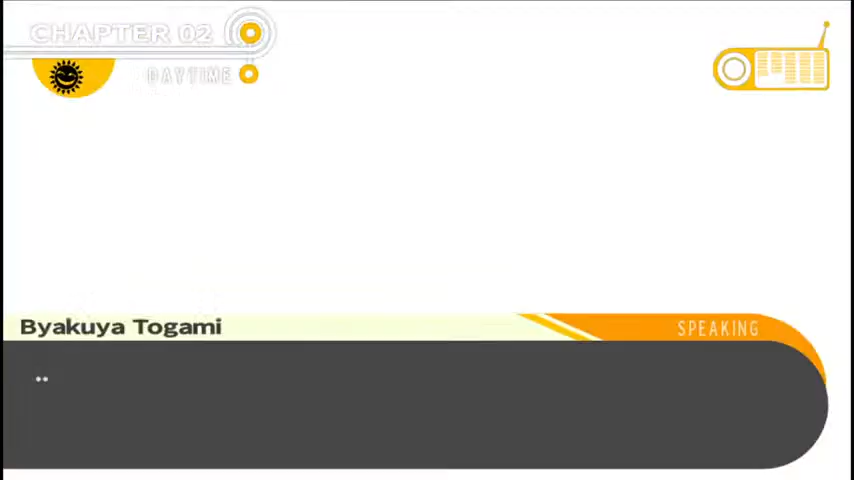 CHAPTER 02
DAYTIME
Byakuya Togami
SPEAKING
..